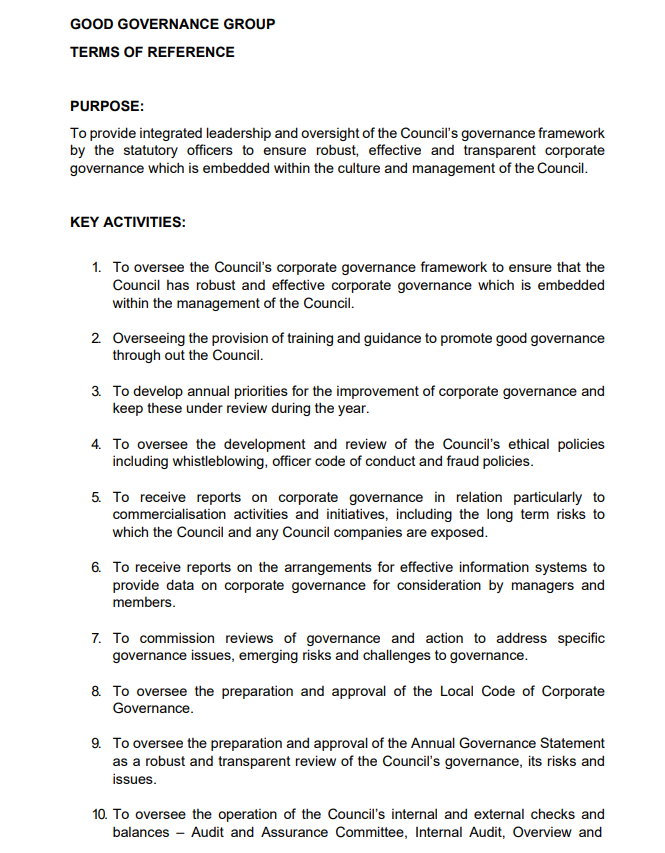 GOOD GOVERNANCE GROUP
TERMS OF REFERENCE
PURPOSE:
To provide integrated leadership and oversight of the Council's governance framework
by the statutory officers to ensure robust, effective and transparent corporate
governance which is embedded within the culture and management of the Council.
KEY ACTIVITIES:
1. To oversee the Council's corporate governance framework to ensure that the
Council has robust and effective corporate governance which is embedded
within the management of the Council.
2. Overseeing the provision of training and guidance to promote good governance
through out the Council.
3. To develop annual priorities for the improvement of corporate governance and
keep these under review during the year.
4. To oversee the development and review of the Council's ethical policies
including whistleblowing, officer code of conduct and fraud policies.
5. To receive reports on corporate governance in relation particularly to
commercialisation activities and initiatives, including the long term risks to
which the Council and any Council companies are exposed.
6. To receive reports on the arrangements for effective information systems to
provide data on corporate governance for consideration by managers and
members.
7. To commission reviews of governance and action to address specific
governance issues, emerging risks and challenges to governance.
8. To oversee the preparation and approval of the Local Code of Corporate
Governance.
9. To oversee the preparation and approval of the Annual Governance Statement
as a robust and transparent review of the Council's governance, its risks and
issues.
10. To oversee the operation of the Council's internal and external checks and
balances – Audit and Assurance Committee, Internal Audit, Overview and